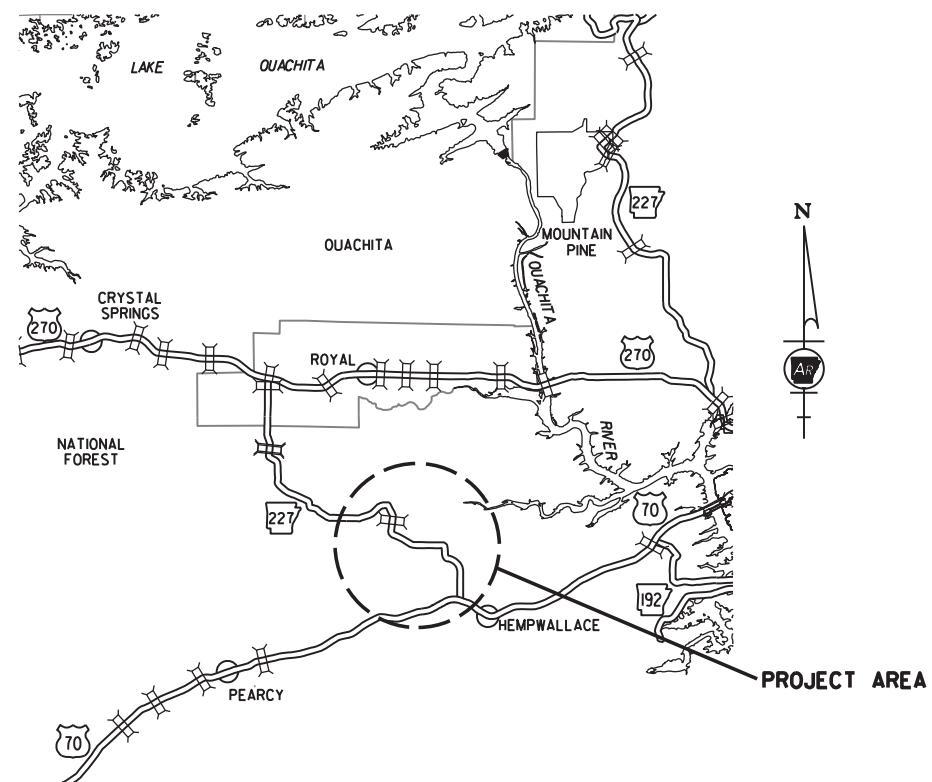 LAKE
OUACHITA
227
N
OUACHITA
MOUNTAIN
PINE
OUACHITA
CRYSTAL
SPRINGS
270
ROYAL
270
AR
NATIONAL
FOREST
RIVER
227
70
192
HEMPWALLACE
PROJECT AREA
PEARCY
70